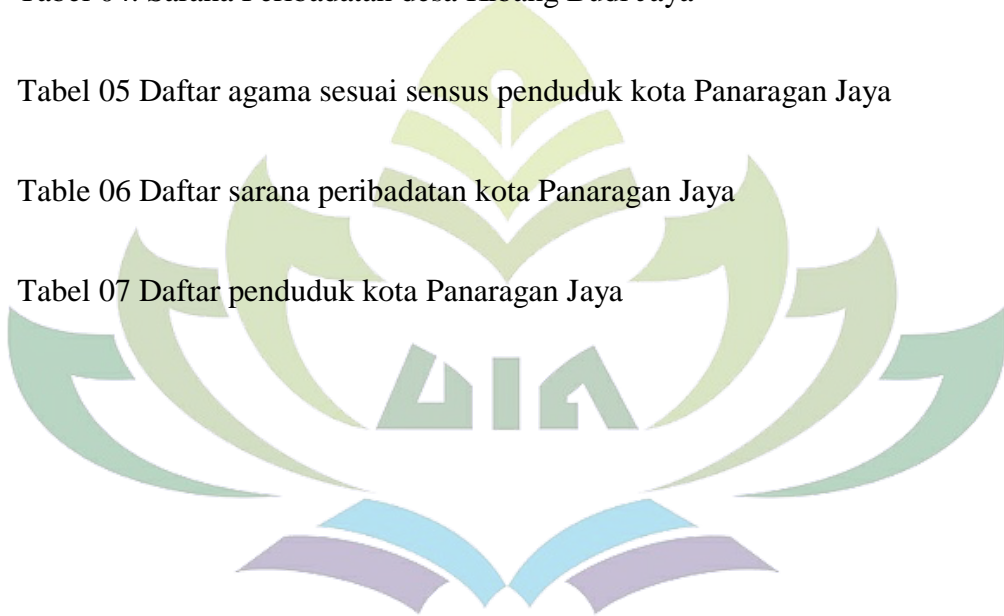 Tabel 05 Daftar agama sesuai sensus penduduk kota Panaragan Jaya
Table 06 Daftar sarana peribadatan kota Panaragan Jaya
Tabel 07 Daftar penduduk kota Panaragan Jaya
UIN